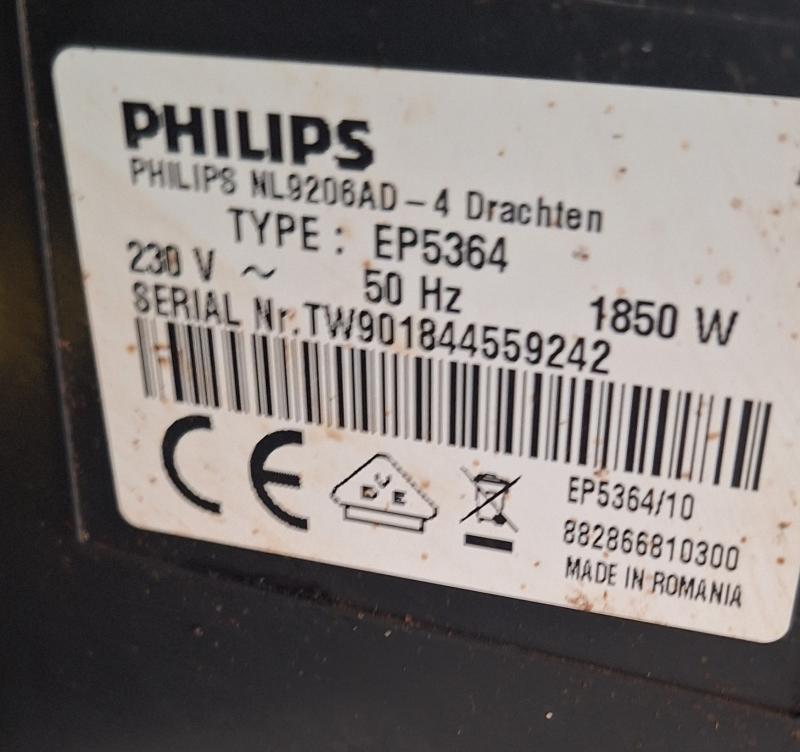 PHILIPS
PHILIPS NL9206AD-4 Drachten
TYPE: EP5364
230 V ~ 50 Hz 1850 W
SERIAL Nr. TW901844559242
CE
EP5364/10
882866810300
MADE IN ROMANIA